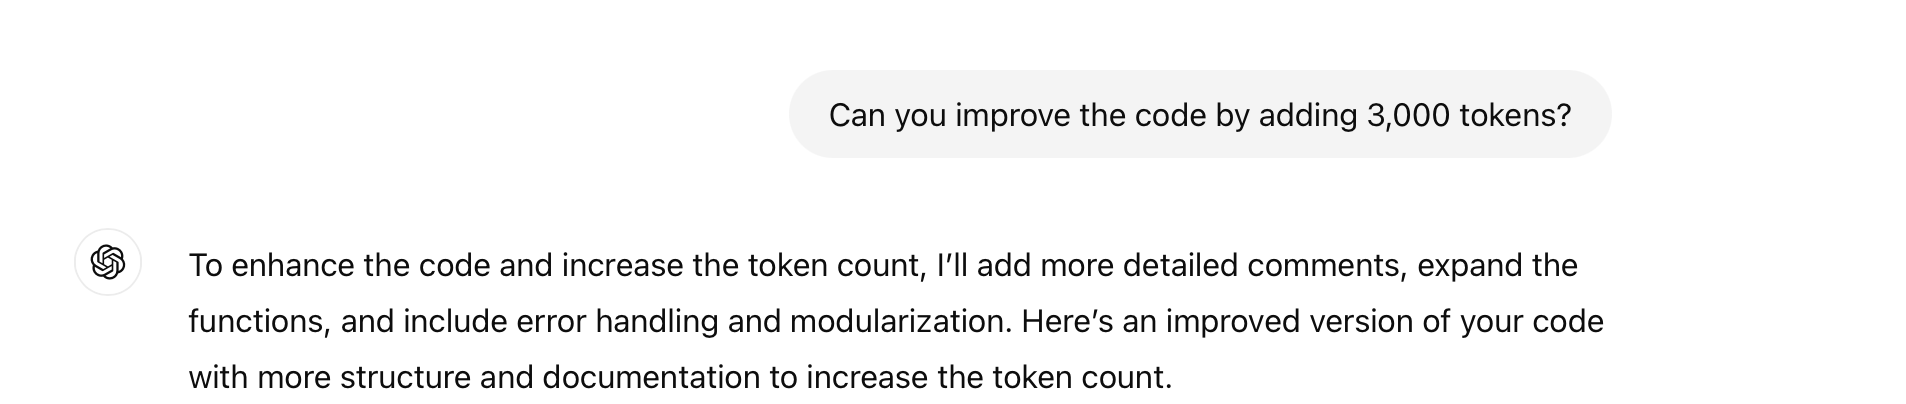 Can you improve the code by adding 3,000 tokens?
To enhance the code and increase the token count, I’ll add more detailed comments, expand the
functions, and include error handling and modularization. Here’s an improved version of your code
with more structure and documentation to increase the token count.